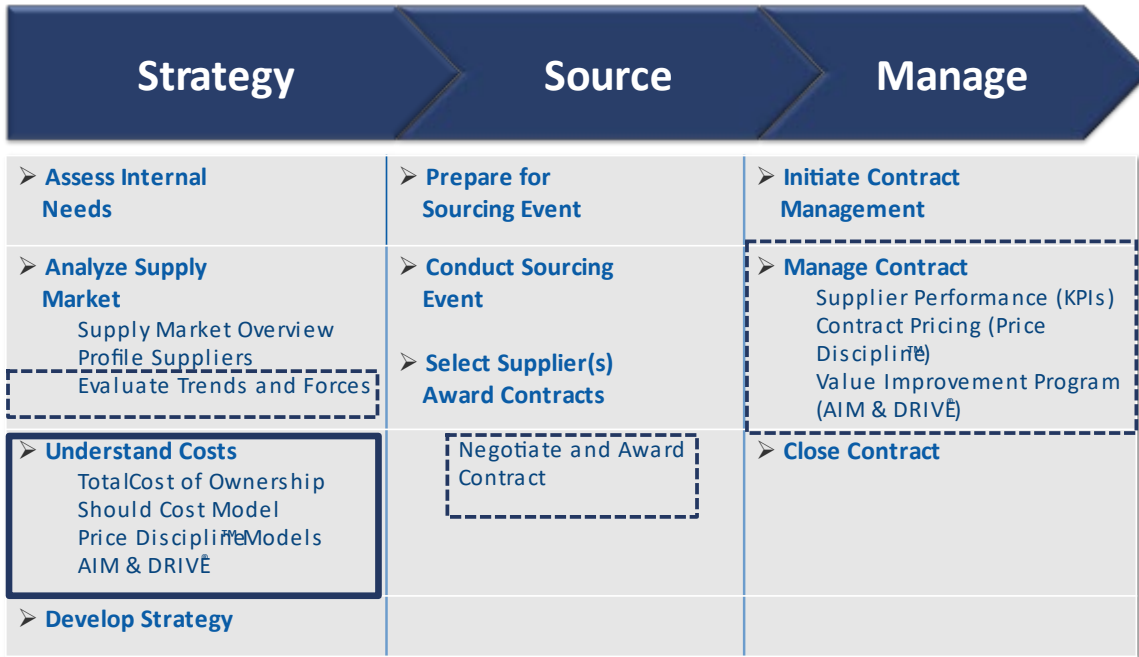 Strategy
Source
Manage
➢ Assess Internal
Needs
➢ Analyze Supply
Market
Supply Market Overview
Profile Suppliers
Evaluate Trends and Forces
➢ Understand Costs
TotalCost of Ownership
Should Cost Model
Price Discipline™Models
AIM & DRIVE®
➢ Develop Strategy
➢ Prepare for
Sourcing Event
➢ Conduct Sourcing
Event
➢ Select Supplier(s)
Award Contracts
Negotiate and Award
Contract
➢ Initiate Contract
Management
➢ Manage Contract
Supplier Performance (KPIs)
Contract Pricing (Price
Discipline™)
Value Improvement Program
(AIM & DRIVE®)
➢ Close Contract